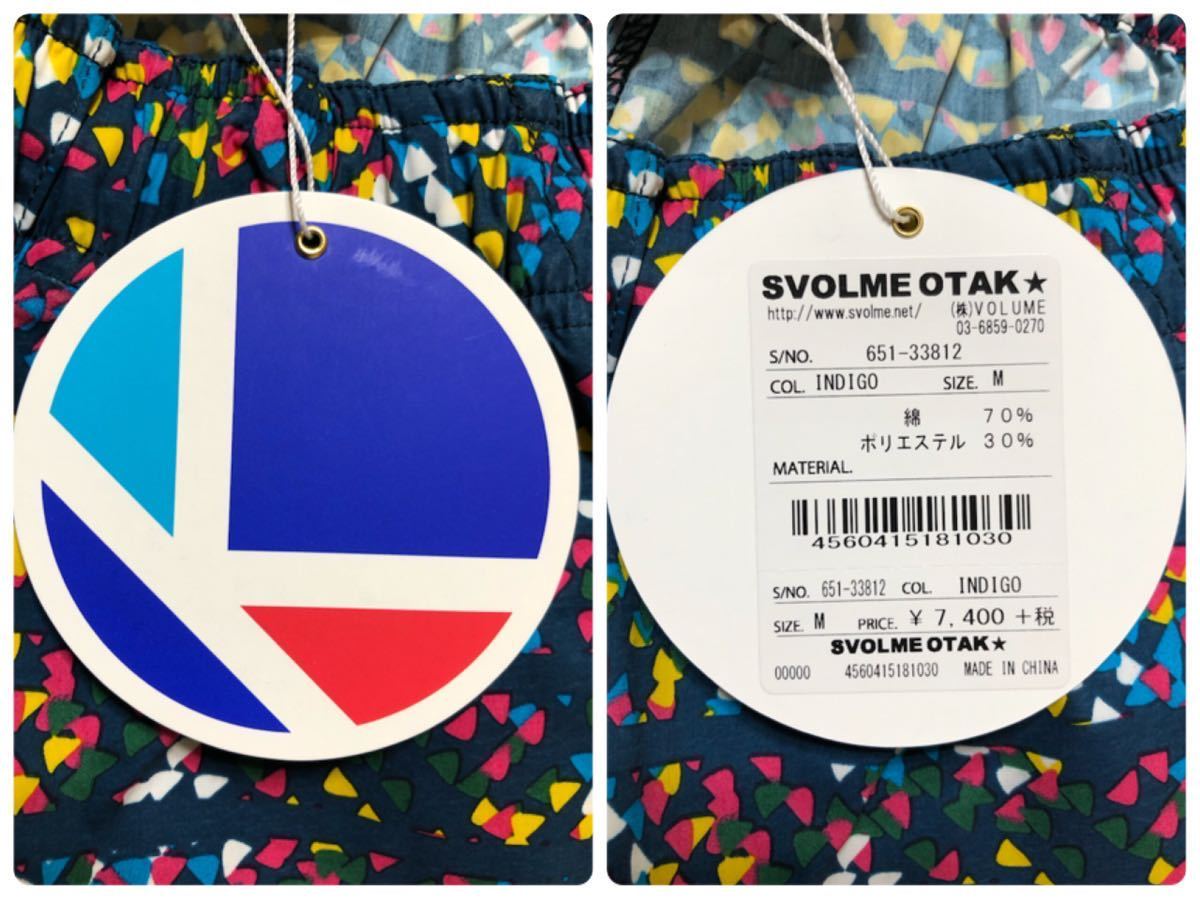 SVOLME OTAK★
http://www.svolme.net/ (株)VOLUME
03-6859-0270
S/NO. 651-33812
COL. INDIGO SIZE. M
綿 70%
ポリエステル 30%
MATERIAL.
4560415181030
S/NO. 651-33812 COL. INDIGO
SIZE. M PRICE. ¥ 7,400 +税
SVOLME OTAK★
00000 4560415181030 MADE IN CHINA